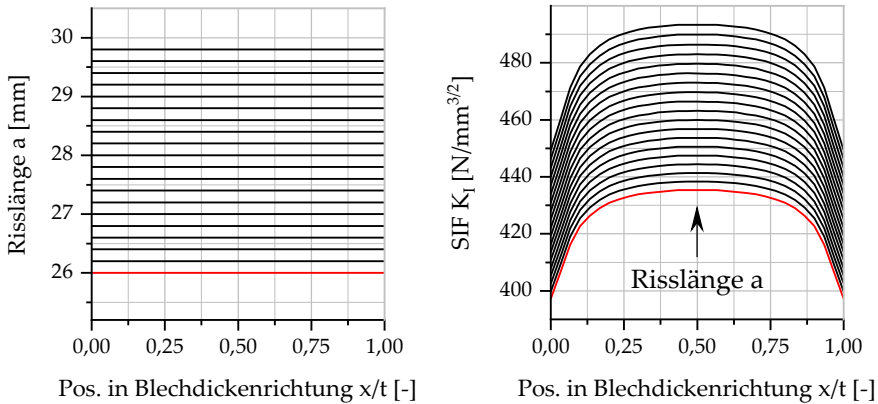 30
29
28
27
26
Risslänge a [mm]
0,00 0,25 0,50 0,75 1,00
Pos. in Blechdickenrichtung x/t [-]
480
460
440
420
400
SIF K_I [N/mm^3/2]
Risslänge a
0,00 0,25 0,50 0,75 1,00
Pos. in Blechdickenrichtung x/t [-]